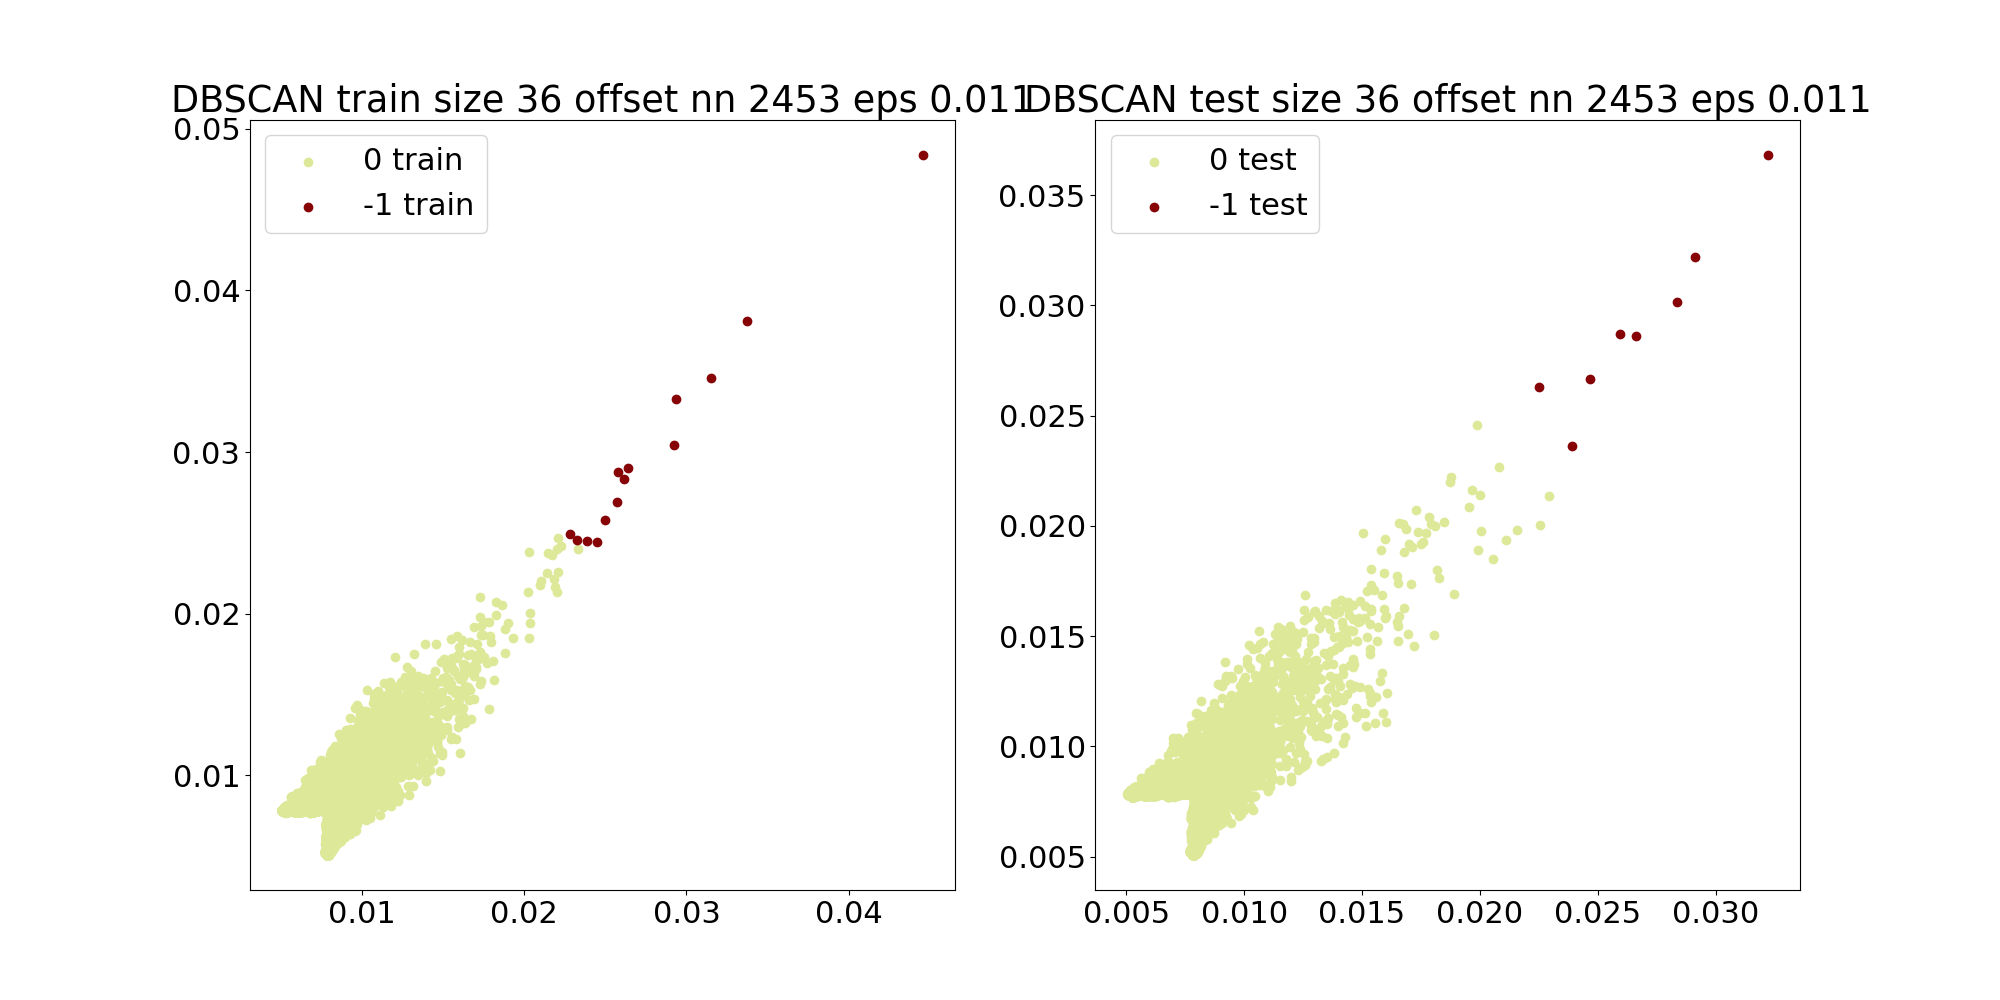 DBSCAN train size 36 offset nn 2453 eps 0.011
0 train
-1 train
0.05
0.04
0.03
0.02
0.01
0.01 0.02 0.03 0.04
DBSCAN test size 36 offset nn 2453 eps 0.011
0 test
-1 test
0.035
0.030
0.025
0.020
0.015
0.010
0.005
0.005 0.010 0.015 0.020 0.025 0.030